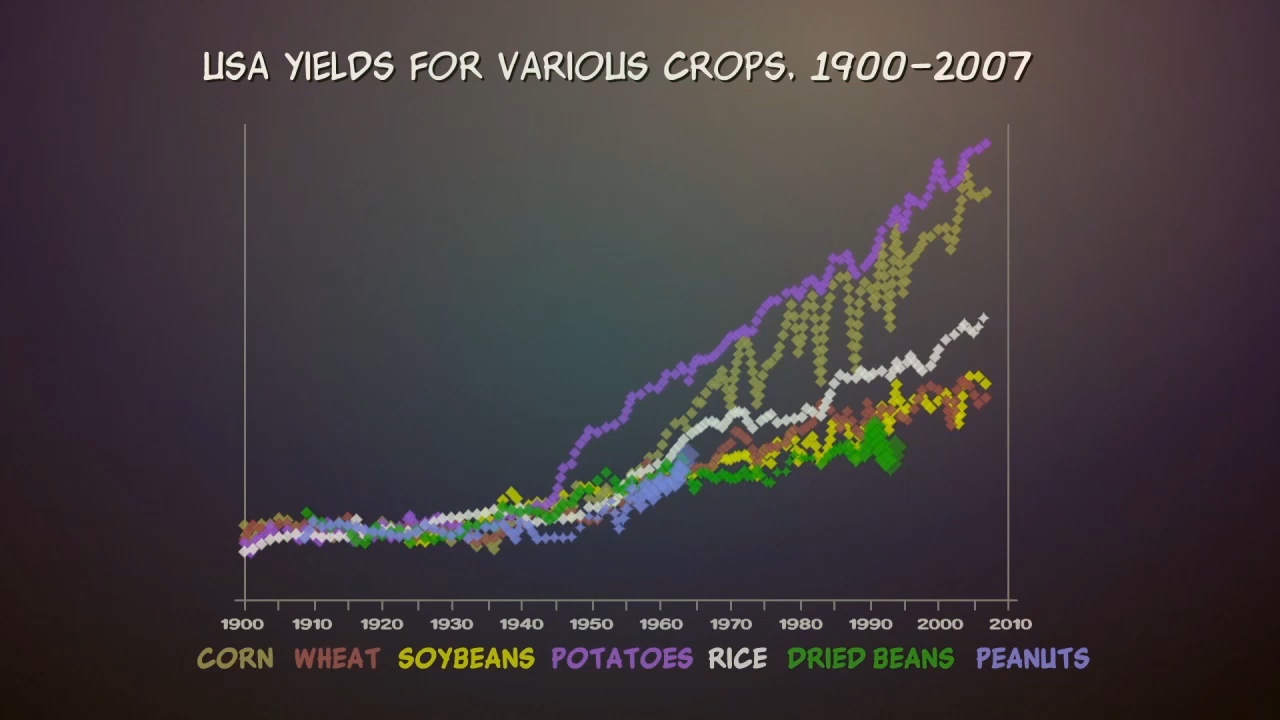 USA YIELDS FOR VARIOUS CROPS, 1900-2007
1900 1910 1920 1930 1940 1950 1960 1970 1980 1990 2000 2010
CORN WHEAT SOYBEANS POTATOES RICE DRIED BEANS PEANUTS